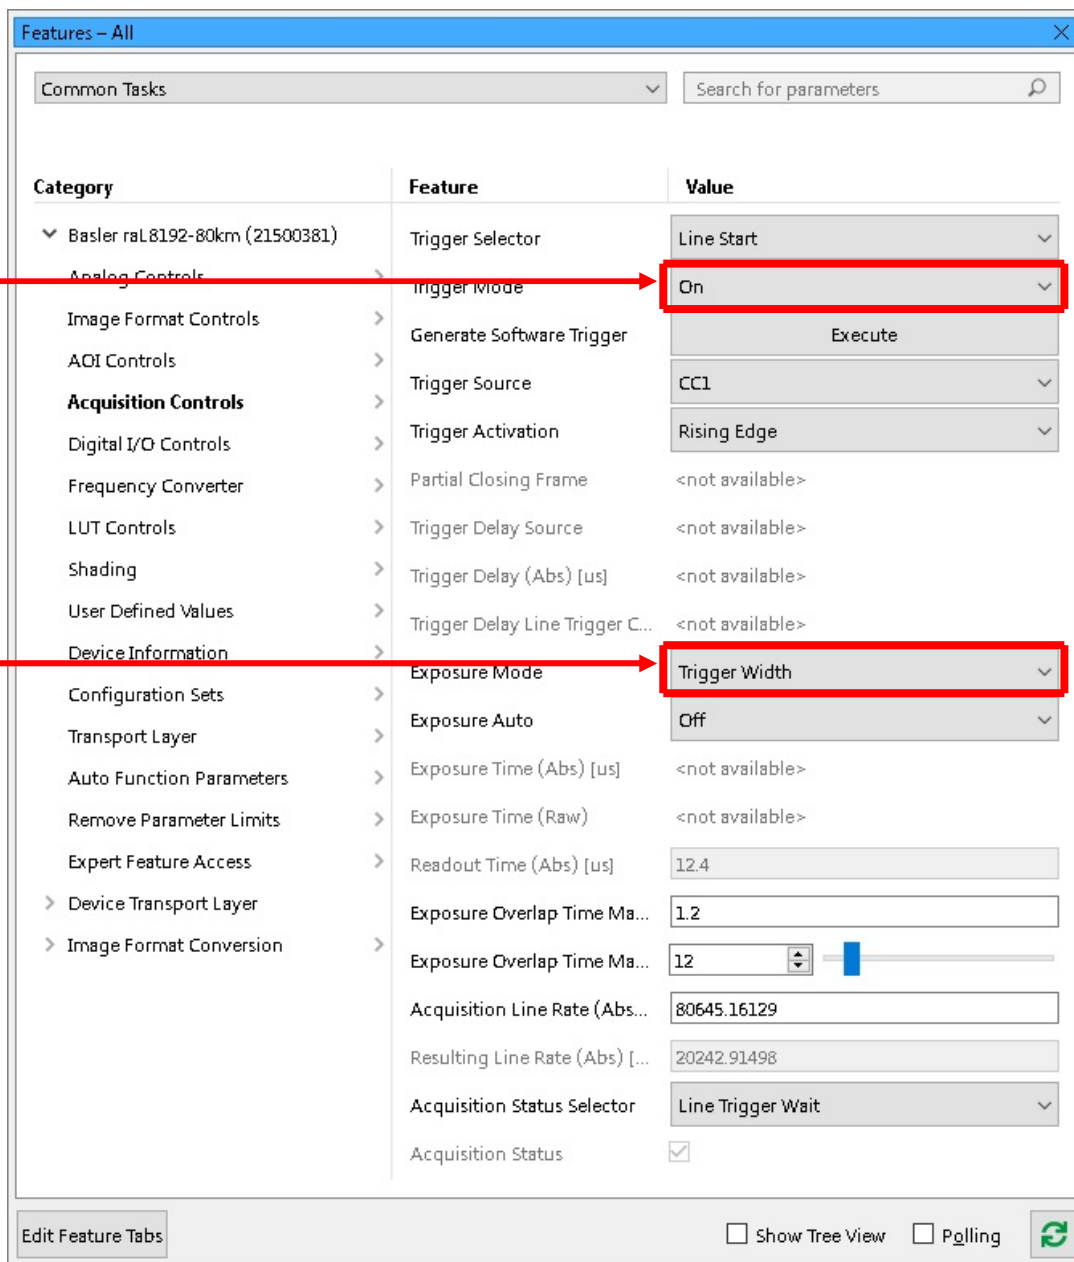 Features – All
Common Tasks
Search for parameters
Category Feature Value
Basler raL8192-80km (21500381)
Trigger Selector Line Start
Analog Controls
Trigger Mode On
Image Format Controls
Generate Software Trigger Execute
AOI Controls
Trigger Source CC1
Acquisition Controls
Trigger Activation Rising Edge
Digital I/O Controls
Partial Closing Frame <not available>
Frequency Converter
Trigger Delay Source <not available>
LUT Controls
Trigger Delay (Abs) [us] <not available>
Shading
User Defined Values
Trigger Delay Line Trigger C... <not available>
Device Information
Exposure Mode Trigger Width
Configuration Sets
Exposure Auto Off
Transport Layer
Exposure Time (Abs) [us] <not available>
Auto Function Parameters
Exposure Time (Raw) <not available>
Remove Parameter Limits
Expert Feature Access
Readout Time (Abs) [us] 12.4
Device Transport Layer
Exposure Overlap Time Ma... 1.2
Image Format Conversion
Exposure Overlap Time Ma... 12
Acquisition Line Rate (Abs... 80645.16129
Resulting Line Rate (Abs) [... 20242.91498
Acquisition Status Selector Line Trigger Wait
Acquisition Status
Edit Feature Tabs Show Tree View Polling